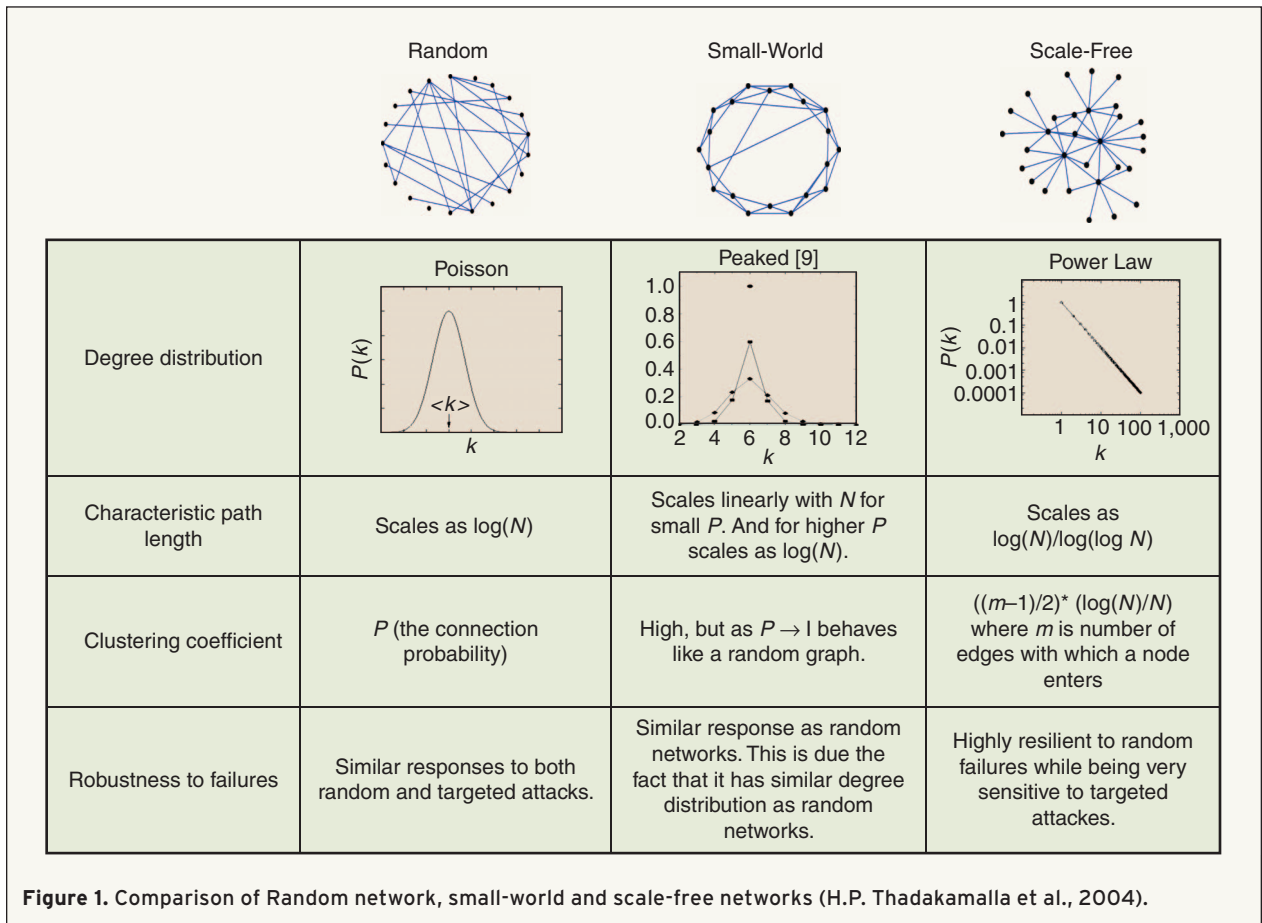 Random
Small-World
Scale-Free
Degree distribution
Poisson
P(k)
<k>
k
Peaked [9]
1.0
0.8
0.6
0.4
0.2
0.0
2 4 6 8 10 12
k
Power Law
P(k)
1
0.1
0.01
0.001
0.0001
1 10 100 1,000
k
Characteristic path
length
Scales as log(N)
Scales linearly with N for
small P. And for higher P
scales as log(N).
Scales as
log(N)/log(log N)
Clustering coefficient
P (the connection
probability)
High, but as P → I behaves
like a random graph.
((m–1)/2)* (log(N)/N)
where m is number of
edges with which a node
enters
Robustness to failures
Similar responses to both
random and targeted attacks.
Similar response as random
networks. This is due the
fact that it has similar degree
distribution as random
networks.
Highly resilient to random
failures while being very
sensitive to targeted
attackes.
Figure 1. Comparison of Random network, small-world and scale-free networks (H.P. Thadakamalla et al., 2004).